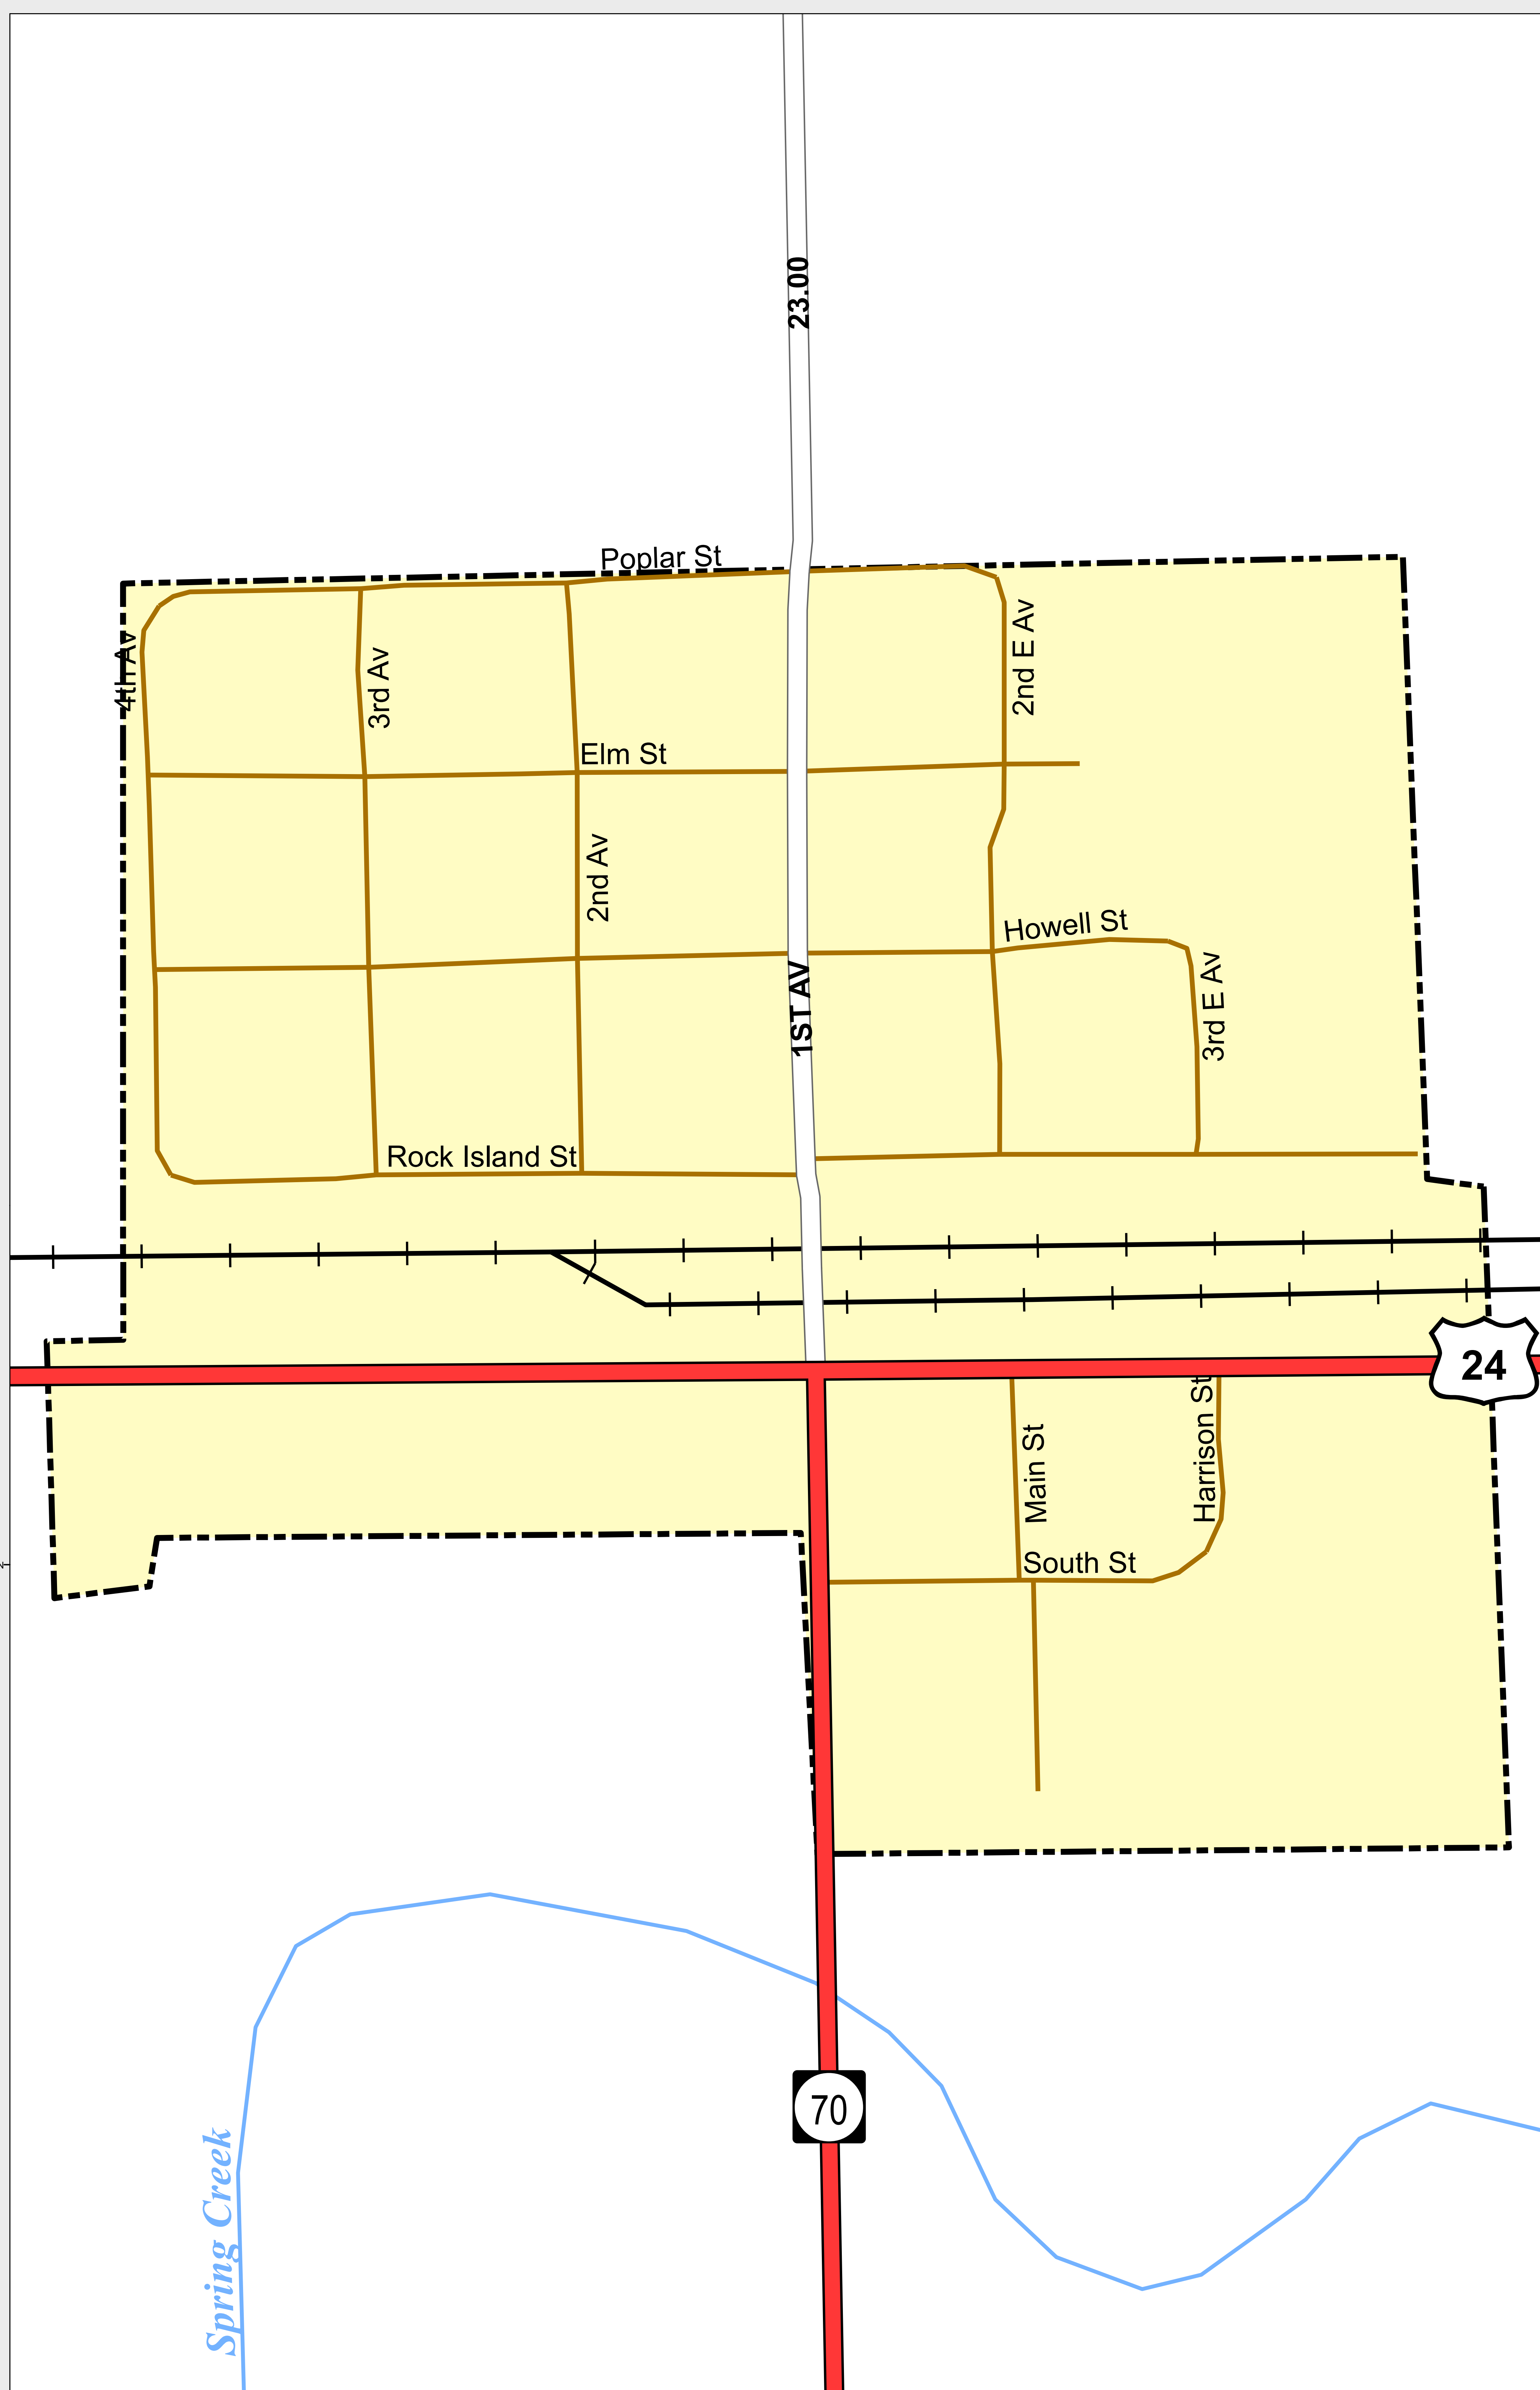 23.00
Poplar St
4th Av
3rd Av
2nd E Av
Elm St
2nd Av
Howell St
1ST AV
3rd E Av
Rock Island St
24
Main St
Harrison St
South St
70
Spring Creek